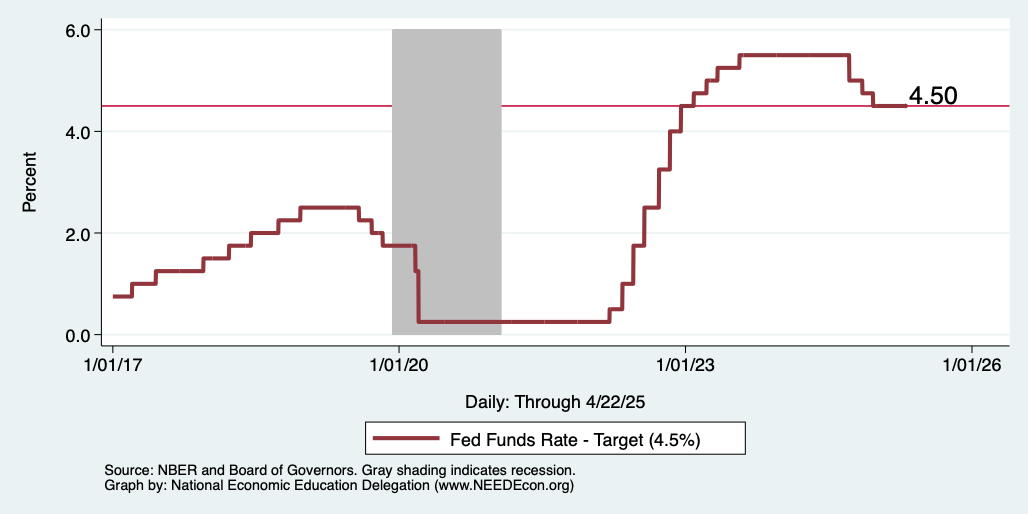 6.0
4.0
2.0
0.0
Percent
4.50
1/01/17
1/01/20
1/01/23
1/01/26
Daily: Through 4/22/25
Fed Funds Rate - Target (4.5%)
Source: NBER and Board of Governors. Gray shading indicates recession.
Graph by: National Economic Education Delegation (www.NEEDEcon.org)